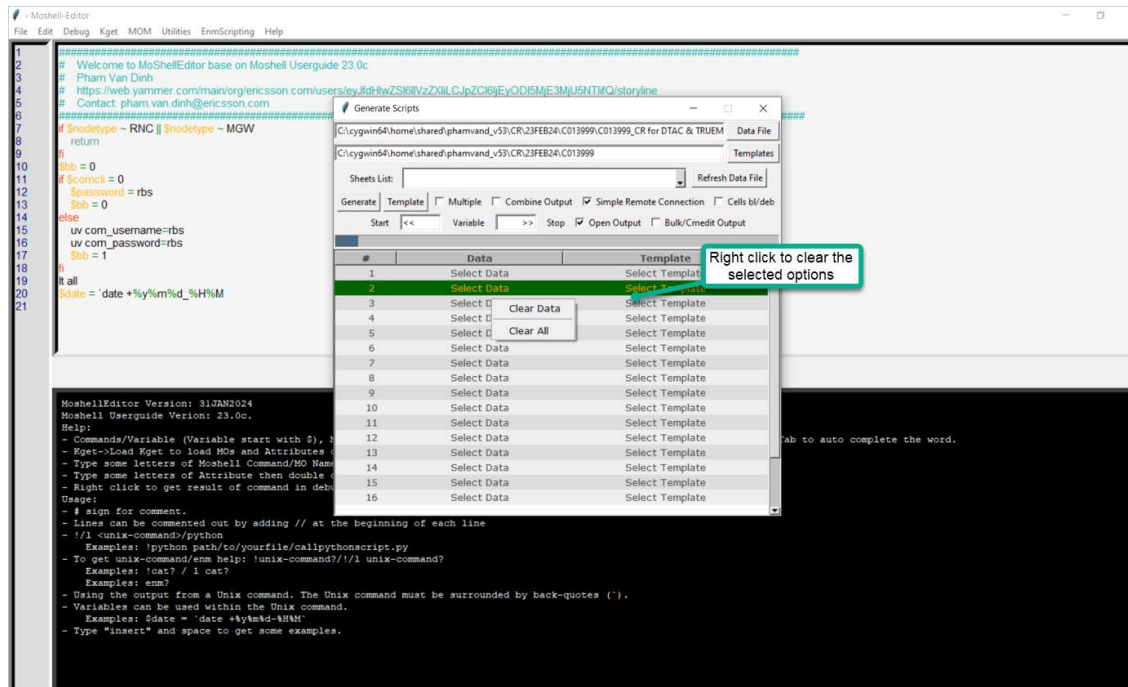 - Moshell-Editor
File Edit Debug Kget MOM Utilities EnmScripting Help
1 ################################################################################
2 # Welcome to MoShellEditor base on Moshell Userguide 23.0c
3 # Pham Van Dinh
4 # https://web.yammer.com/main/org/ericsson.com/users/
5 # Contact: pham.van.dinh@ericsson.com
6 ################################################################################
7 if $nodetype ~ RNC || $nodetype ~ MGW
8 return
9 fi
10 $bb = 0
11 if $comcli = 0
12 $password = rbs
13 $bb = 0
14 else
15 uv com_username=rbs
16 uv com_password=rbs
17 $bb = 1
18 fi
19 lt all
20 $date = `date +%y%m%d_%H%M
21
Generate Scripts
C:\cygwin64\home\shared\phamvand_v53\CR\23FEB24\C013999\C013999_CR for DTAC & TRUEM Data File
C:\cygwin64\home\shared\phamvand_v53\CR\23FEB24\C013999 Templates
Sheets List: Refresh Data File
Generate Template Multiple Combine Output Simple Remote Connection Cells bl/deb
Start << Variable >> Stop Open Output Bulk/Cmedit Output
# Data Template
1 Select Data Select Templat
2 Select Data Select Template
3 Select D Select Template
4 Select D Select Template
5 Select D Select Template
6 Select Data Select Template
7 Select Data Select Template
8 Select Data Select Template
9 Select Data Select Template
10 Select Data Select Template
11 Select Data Select Template
12 Select Data Select Template
13 Select Data Select Template
14 Select Data Select Template
15 Select Data Select Template
16 Select Data Select Template
Clear Data
Clear All
Right click to clear the
selected options
MoshellEditor Version: 31JAN2024
Moshell Userguide Verion: 23.0c.
Help:
- Commands/Variable (Variable start with $), ab to auto complete the word.
- Kget->Load Kget to load MOs and Attributes
- Type some letters of Moshell Command/MO Name
- Type some letters of Attribute then double
- Right click to get result of command in debu
Usage:
- # sign for comment.
- Lines can be commented out by adding // at the beginning of each line
- !/l <unix-command>/python
Examples: !python path/to/yourfile/callpythonscript.py
- To get unix-command/enm help: !unix-command?/!/l unix-command?
Examples: !cat? / l cat?
Examples: enm?
- Using the output from a Unix command. The Unix command must be surrounded by back-quotes (`).
- Variables can be used within the Unix command.
Examples: $date = `date +%y%m%d-%H%M`
- Type "insert" and space to get some examples.